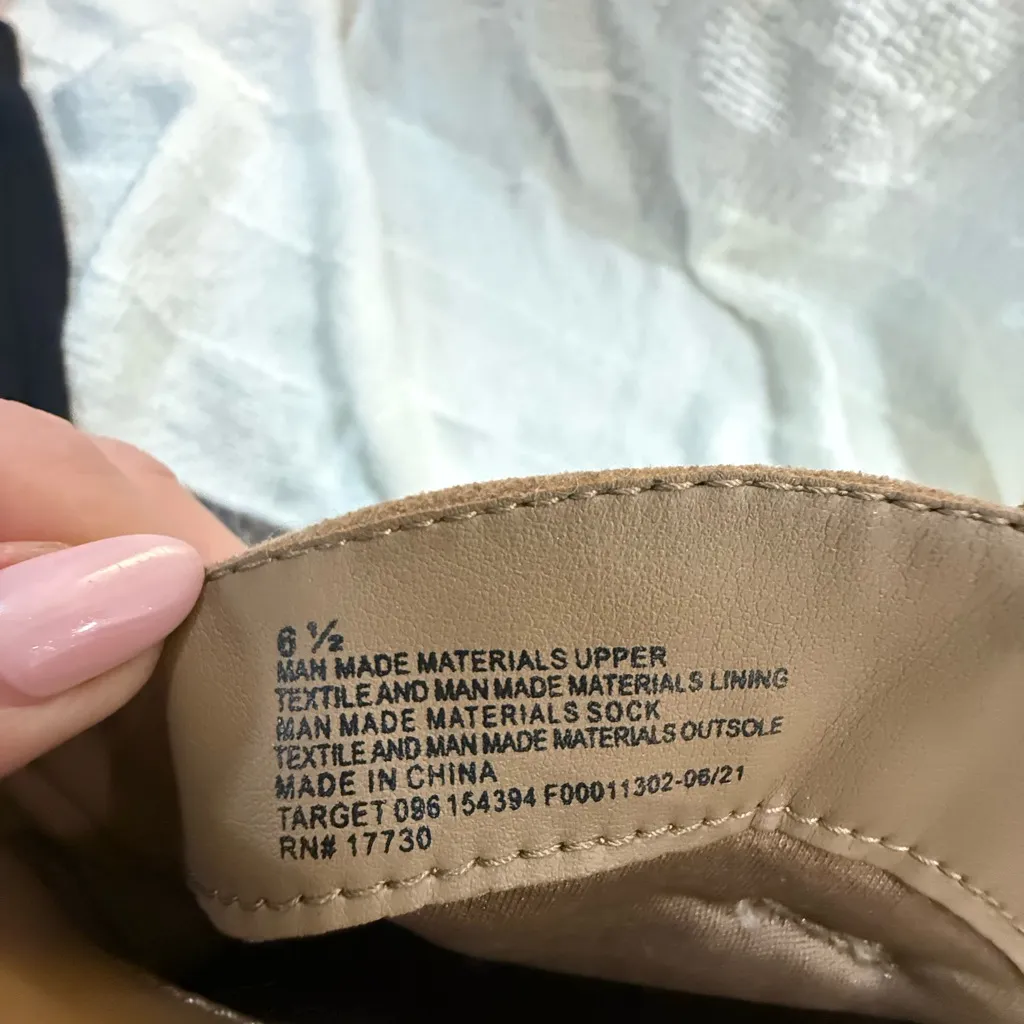 6 ½
MAN MADE MATERIALS UPPER
TEXTILE AND MAN MADE MATERIALS LINING
MAN MADE MATERIALS SOCK
TEXTILE AND MAN MADE MATERIALS OUTSOLE
MADE IN CHINA
TARGET 096 154394 F00011302-06/21
RN# 17730